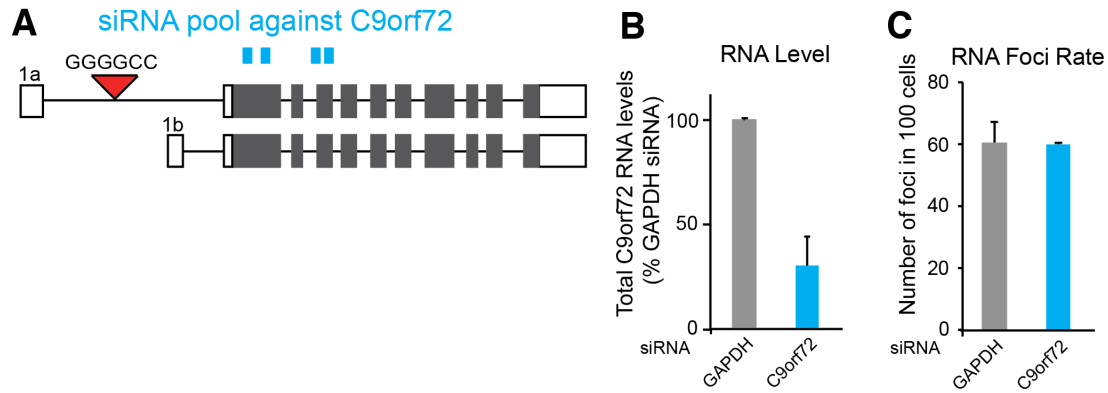 A
siRNA pool against C9orf72
GGGGCC
1a
1b
B
RNA Level
Total C9orf72 RNA levels
(% GAPDH siRNA)
100
50
0
siRNA
GAPDH
C9orf72
C
RNA Foci Rate
Number of foci in 100 cells
80
60
40
20
0
siRNA
GAPDH
C9orf72